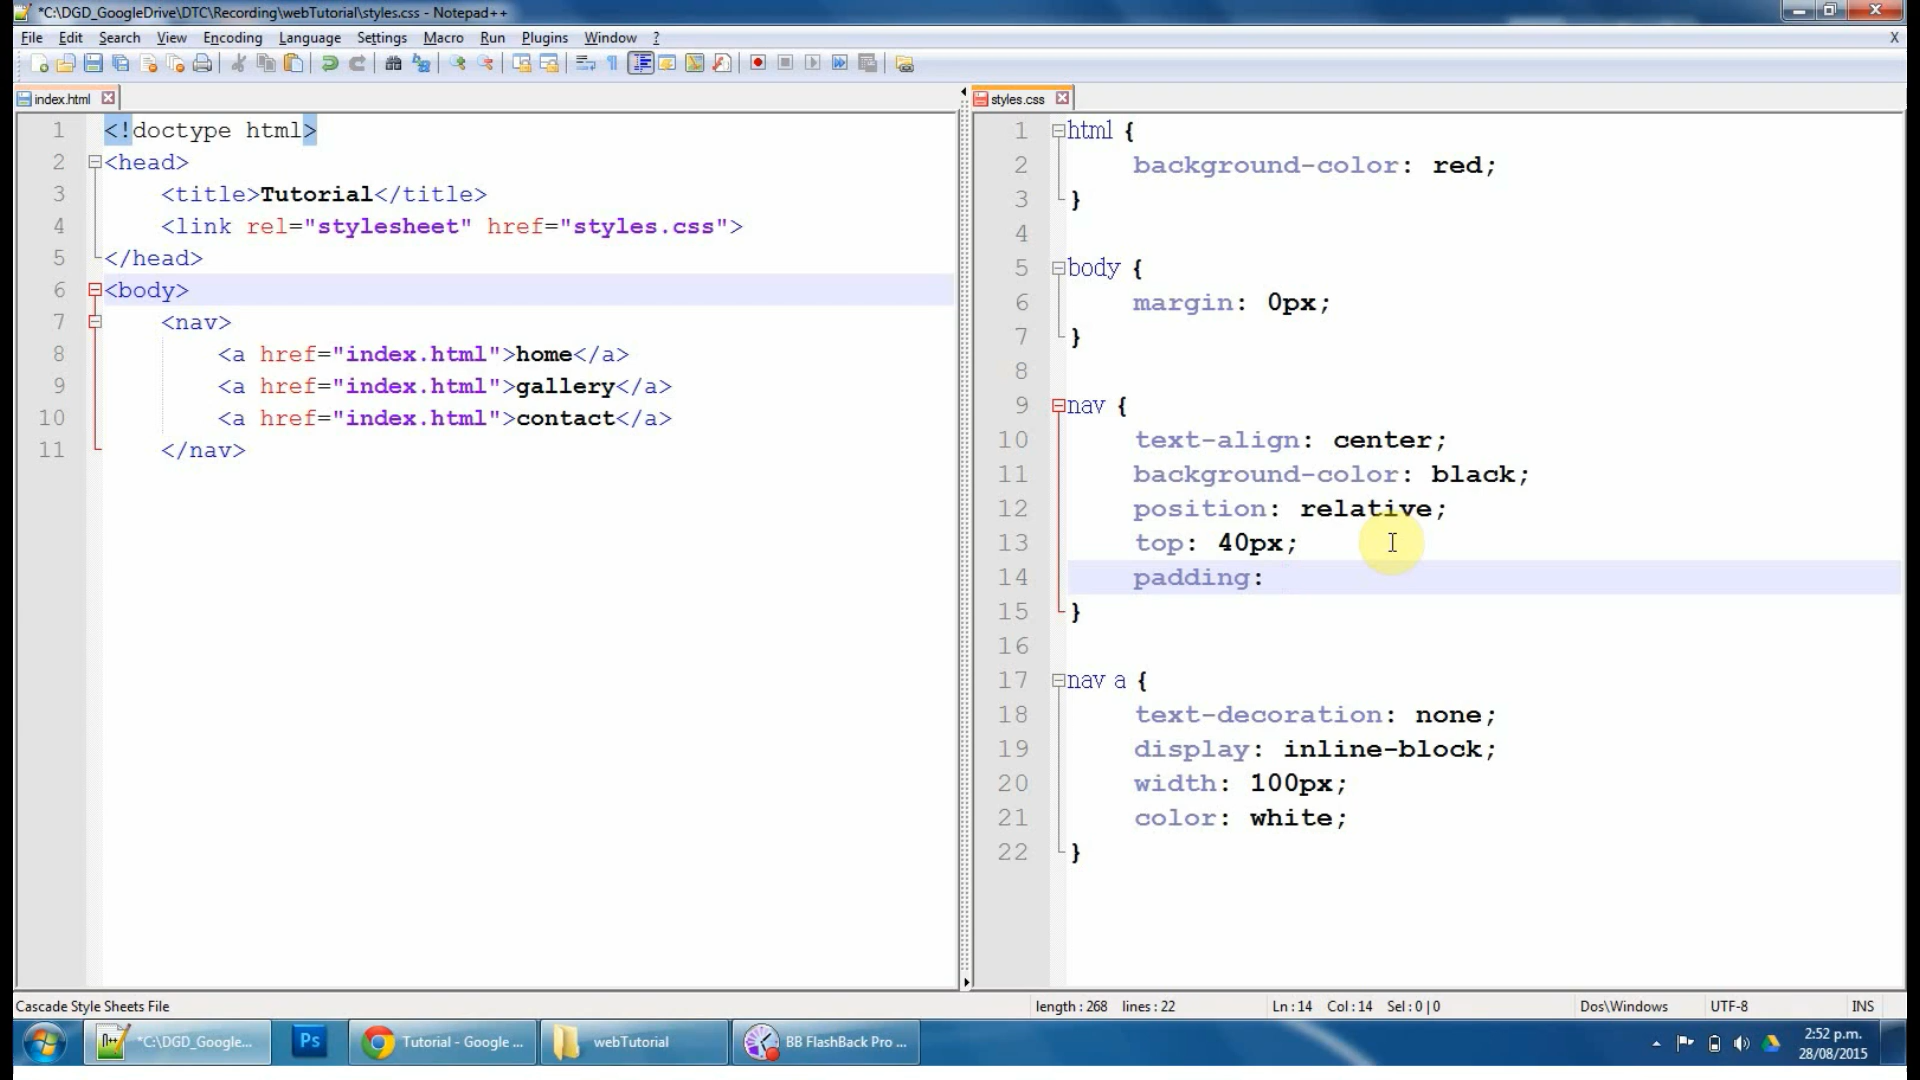 *C:\DGD_GoogleDrive\DTC\Recording\webTutorial\styles.css - Notepad++
File Edit Search View Encoding Language Settings Macro Run Plugins Window ? X
index.html
1 <!doctype html>
2 <head>
3 <title>Tutorial</title>
4 <link rel="stylesheet" href="styles.css">
5 </head>
6 <body>
7 <nav>
8 <a href="index.html">home</a>
9 <a href="index.html">gallery</a>
10 <a href="index.html">contact</a>
11 </nav>
styles.css
1 html {
2 background-color: red;
3 }
4
5 body {
6 margin: 0px;
7 }
8
9 nav {
10 text-align: center;
11 background-color: black;
12 position: relative;
13 top: 40px;
14 padding:
15 }
16
17 nav a {
18 text-decoration: none;
19 display: inline-block;
20 width: 100px;
21 color: white;
22 }
Cascade Style Sheets File length : 268 lines : 22 Ln : 14 Col : 14 Sel : 0 | 0 Dos\Windows UTF-8 INS
*C:\DGD_Google... Ps Tutorial - Google ... webTutorial BB FlashBack Pro ... 2:52 p.m.
28/08/2015